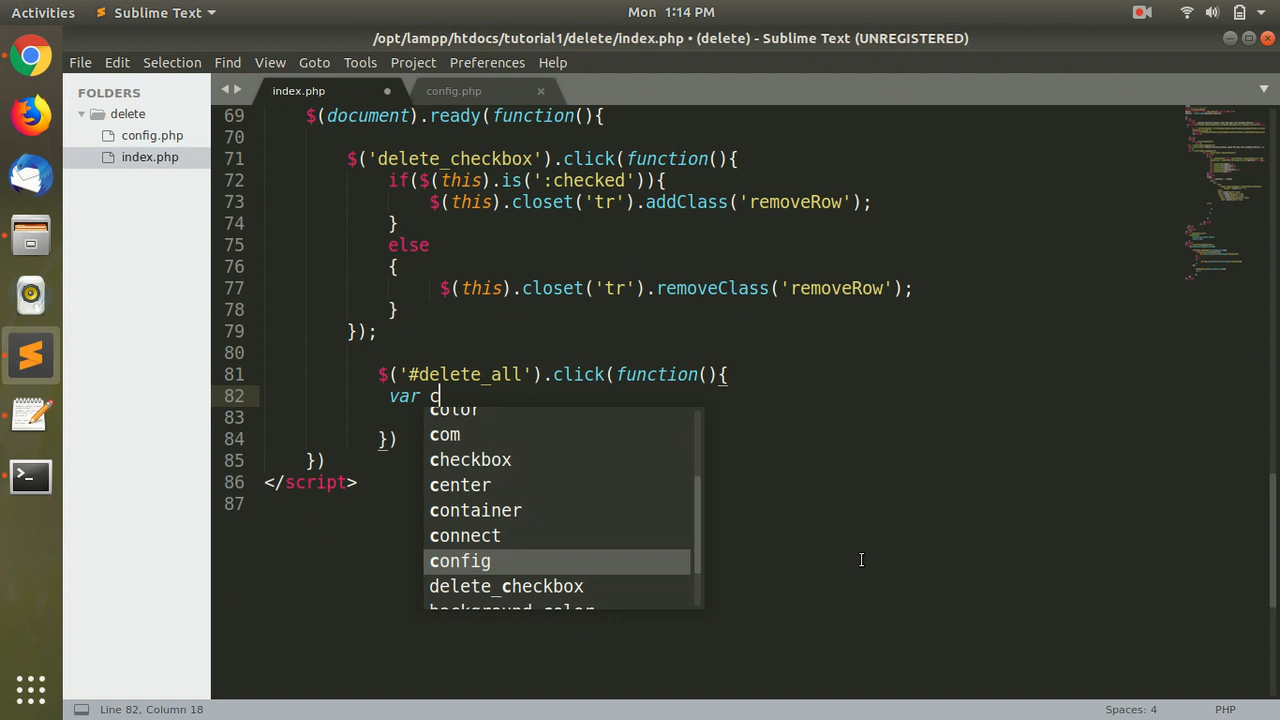 Activities
Sublime Text
Mon 1:14 PM
/opt/lampp/htdocs/tutorial1/delete/index.php • (delete) - Sublime Text (UNREGISTERED)
File Edit Selection Find View Goto Tools Project Preferences Help
FOLDERS
delete
config.php
index.php
index.php
config.php
69 $(document).ready(function(){
70
71 $('delete_checkbox').click(function(){
72 if($(this).is(':checked')){
73 $(this).closet('tr').addClass('removeRow');
74 }
75 else
76 {
77 $(this).closet('tr').removeClass('removeRow');
78 }
79 });
80
81 $('#delete_all').click(function(){
82 var c
83
84 })
85 })
86 </script>
87
color
com
checkbox
center
container
connect
config
delete_checkbox
Line 82, Column 18
Spaces: 4
PHP